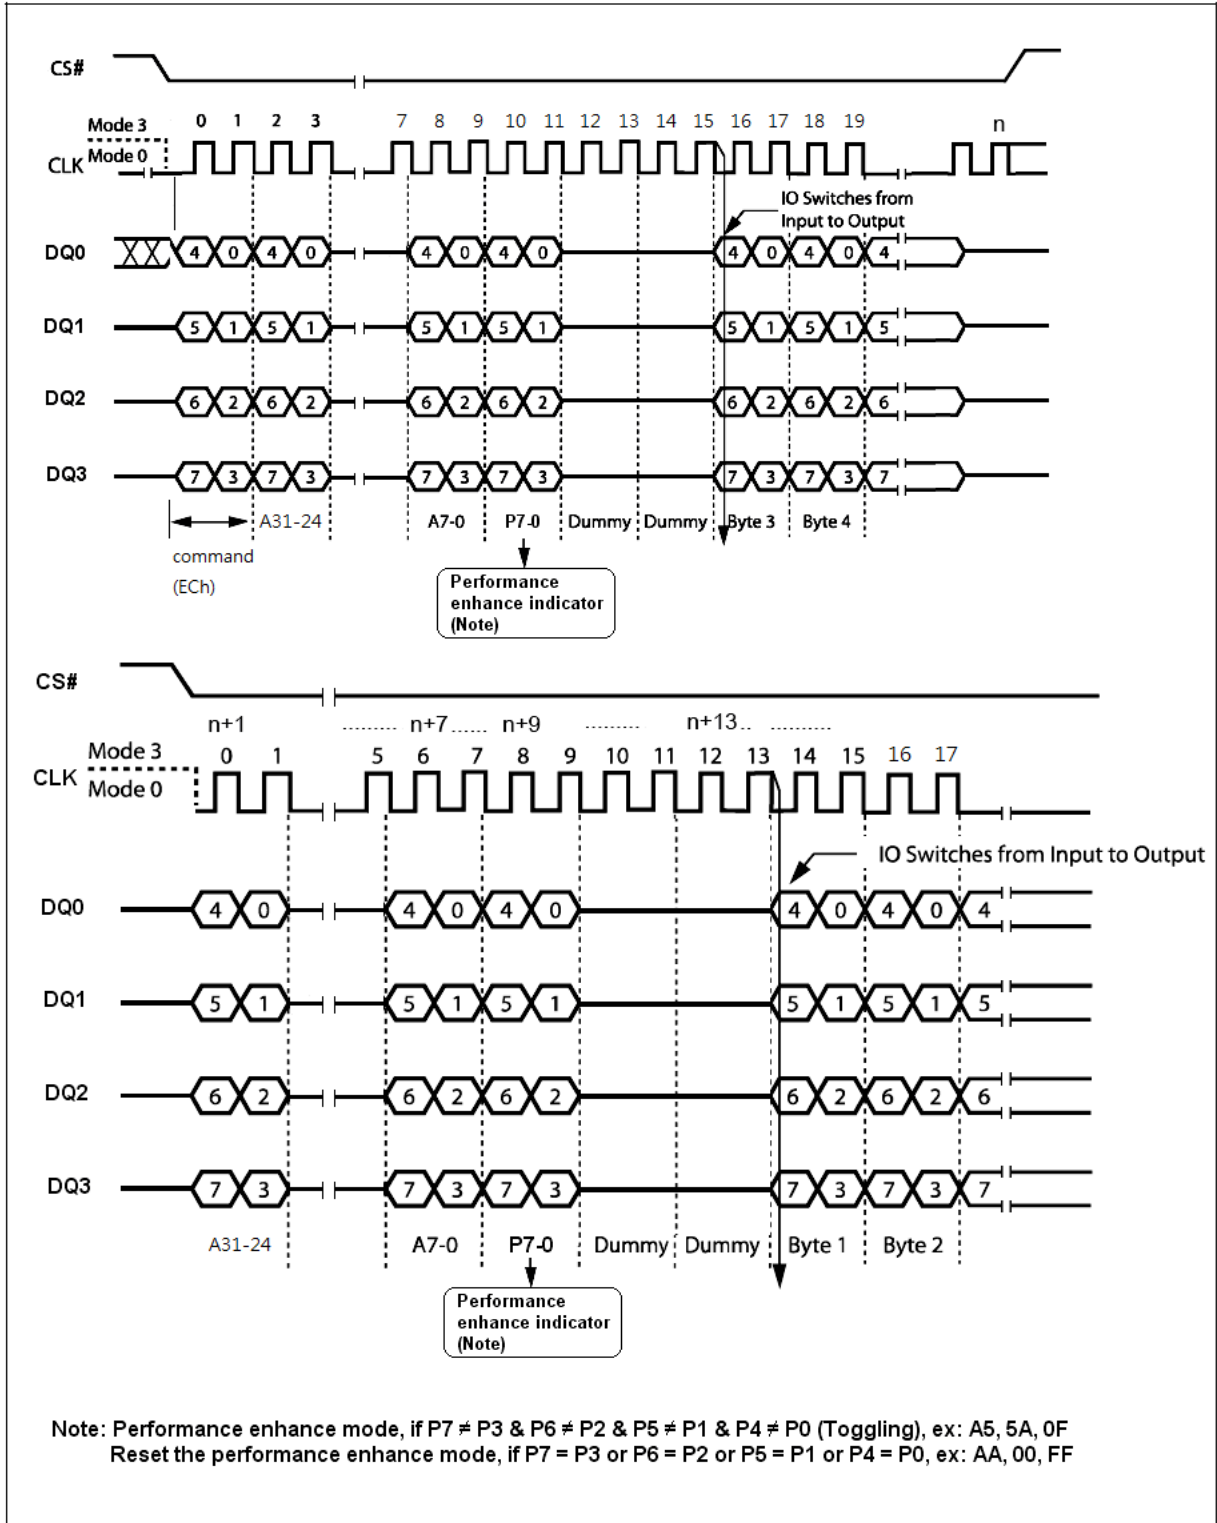 CS#
0 1 2 3 7 8 9 10 11 12 13 14 15 16 17 18 19 n
Mode 3
Mode 0
CLK
IO Switches from
Input to Output
DQ0 4 0 4 0 4 0 4 0 4 0 4 0 4
DQ1 5 1 5 1 5 1 5 1 5 1 5 1 5
DQ2 6 2 6 2 6 2 6 2 6 2 6 2 6
DQ3 7 3 7 3 7 3 7 3 7 3 7 3 7
A31-24 A7-0 P7-0 Dummy Dummy Byte 3 Byte 4
command
(ECh)
Performance
enhance indicator
(Note)
CS#
n+1 ......... n+7 ...... n+9 ......... n+13 .. .........
Mode 3 0 1 5 6 7 8 9 10 11 12 13 14 15 16 17
CLK
Mode 0
IO Switches from Input to Output
DQ0 4 0 4 0 4 0 4 0 4 0 4
DQ1 5 1 5 1 5 1 5 1 5 1 5
DQ2 6 2 6 2 6 2 6 2 6 2 6
DQ3 7 3 7 3 7 3 7 3 7 3 7
A31-24 A7-0 P7-0 Dummy Dummy Byte 1 Byte 2
Performance
enhance indicator
(Note)
Note: Performance enhance mode, if P7 ≠ P3 & P6 ≠ P2 & P5 ≠ P1 & P4 ≠ P0 (Toggling), ex: A5, 5A, 0F
Reset the performance enhance mode, if P7 = P3 or P6 = P2 or P5 = P1 or P4 = P0, ex: AA, 00, FF